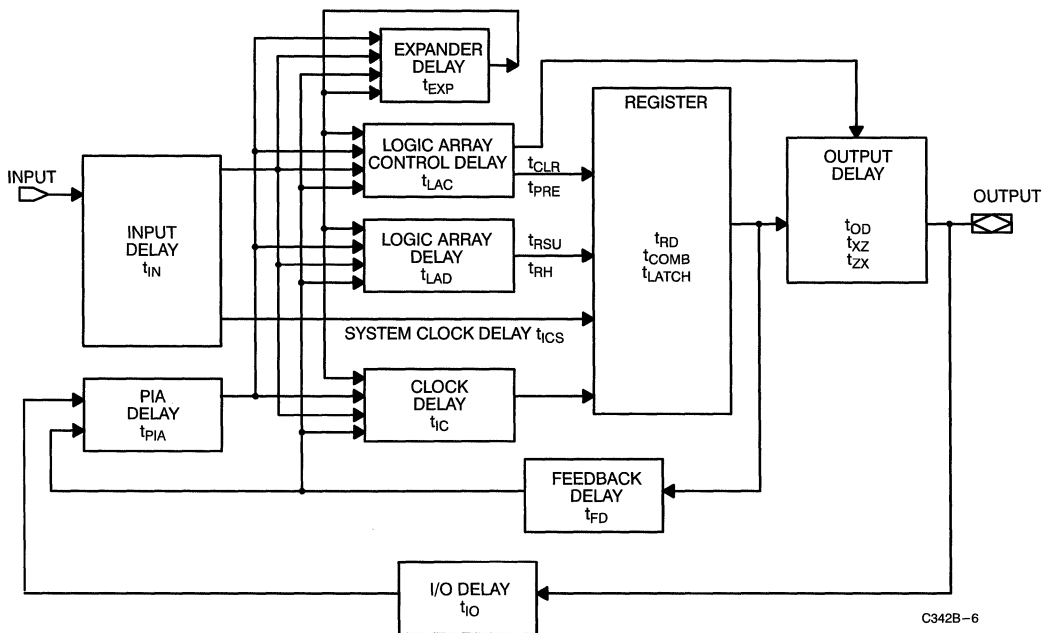 EXPANDER
DELAY
tEXP
REGISTER
LOGIC ARRAY
CONTROL DELAY
tLAC
tCLR
tPRE
OUTPUT
DELAY
tOD
tXZ
tZX
INPUT
OUTPUT
INPUT
DELAY
tIN
LOGIC ARRAY
DELAY
tLAD
tRSU
tRH
tRD
tCOMB
tLATCH
SYSTEM CLOCK DELAY tICS
PIA
DELAY
tPIA
CLOCK
DELAY
tIC
FEEDBACK
DELAY
tFD
I/O DELAY
tIO
C342B-6